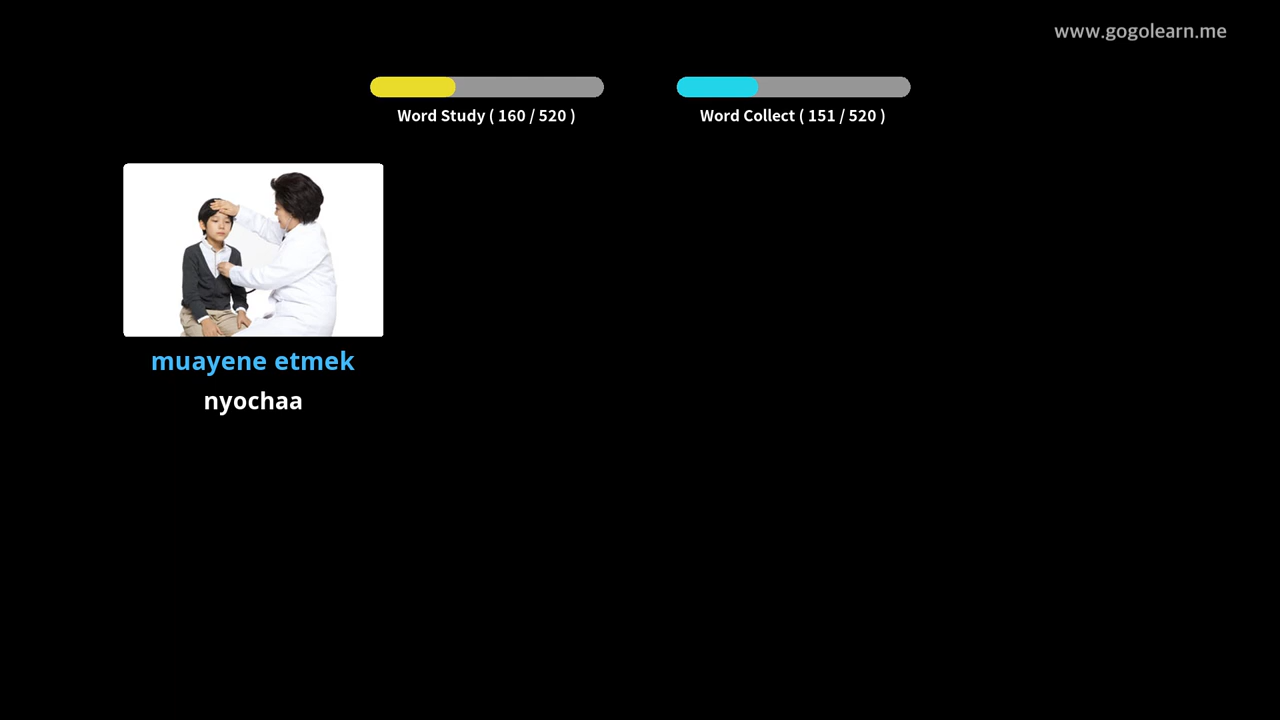 www.gogolearn.me
Word Study ( 160 / 520 )
Word Collect ( 151 / 520 )
muayene etmek
nyochaa